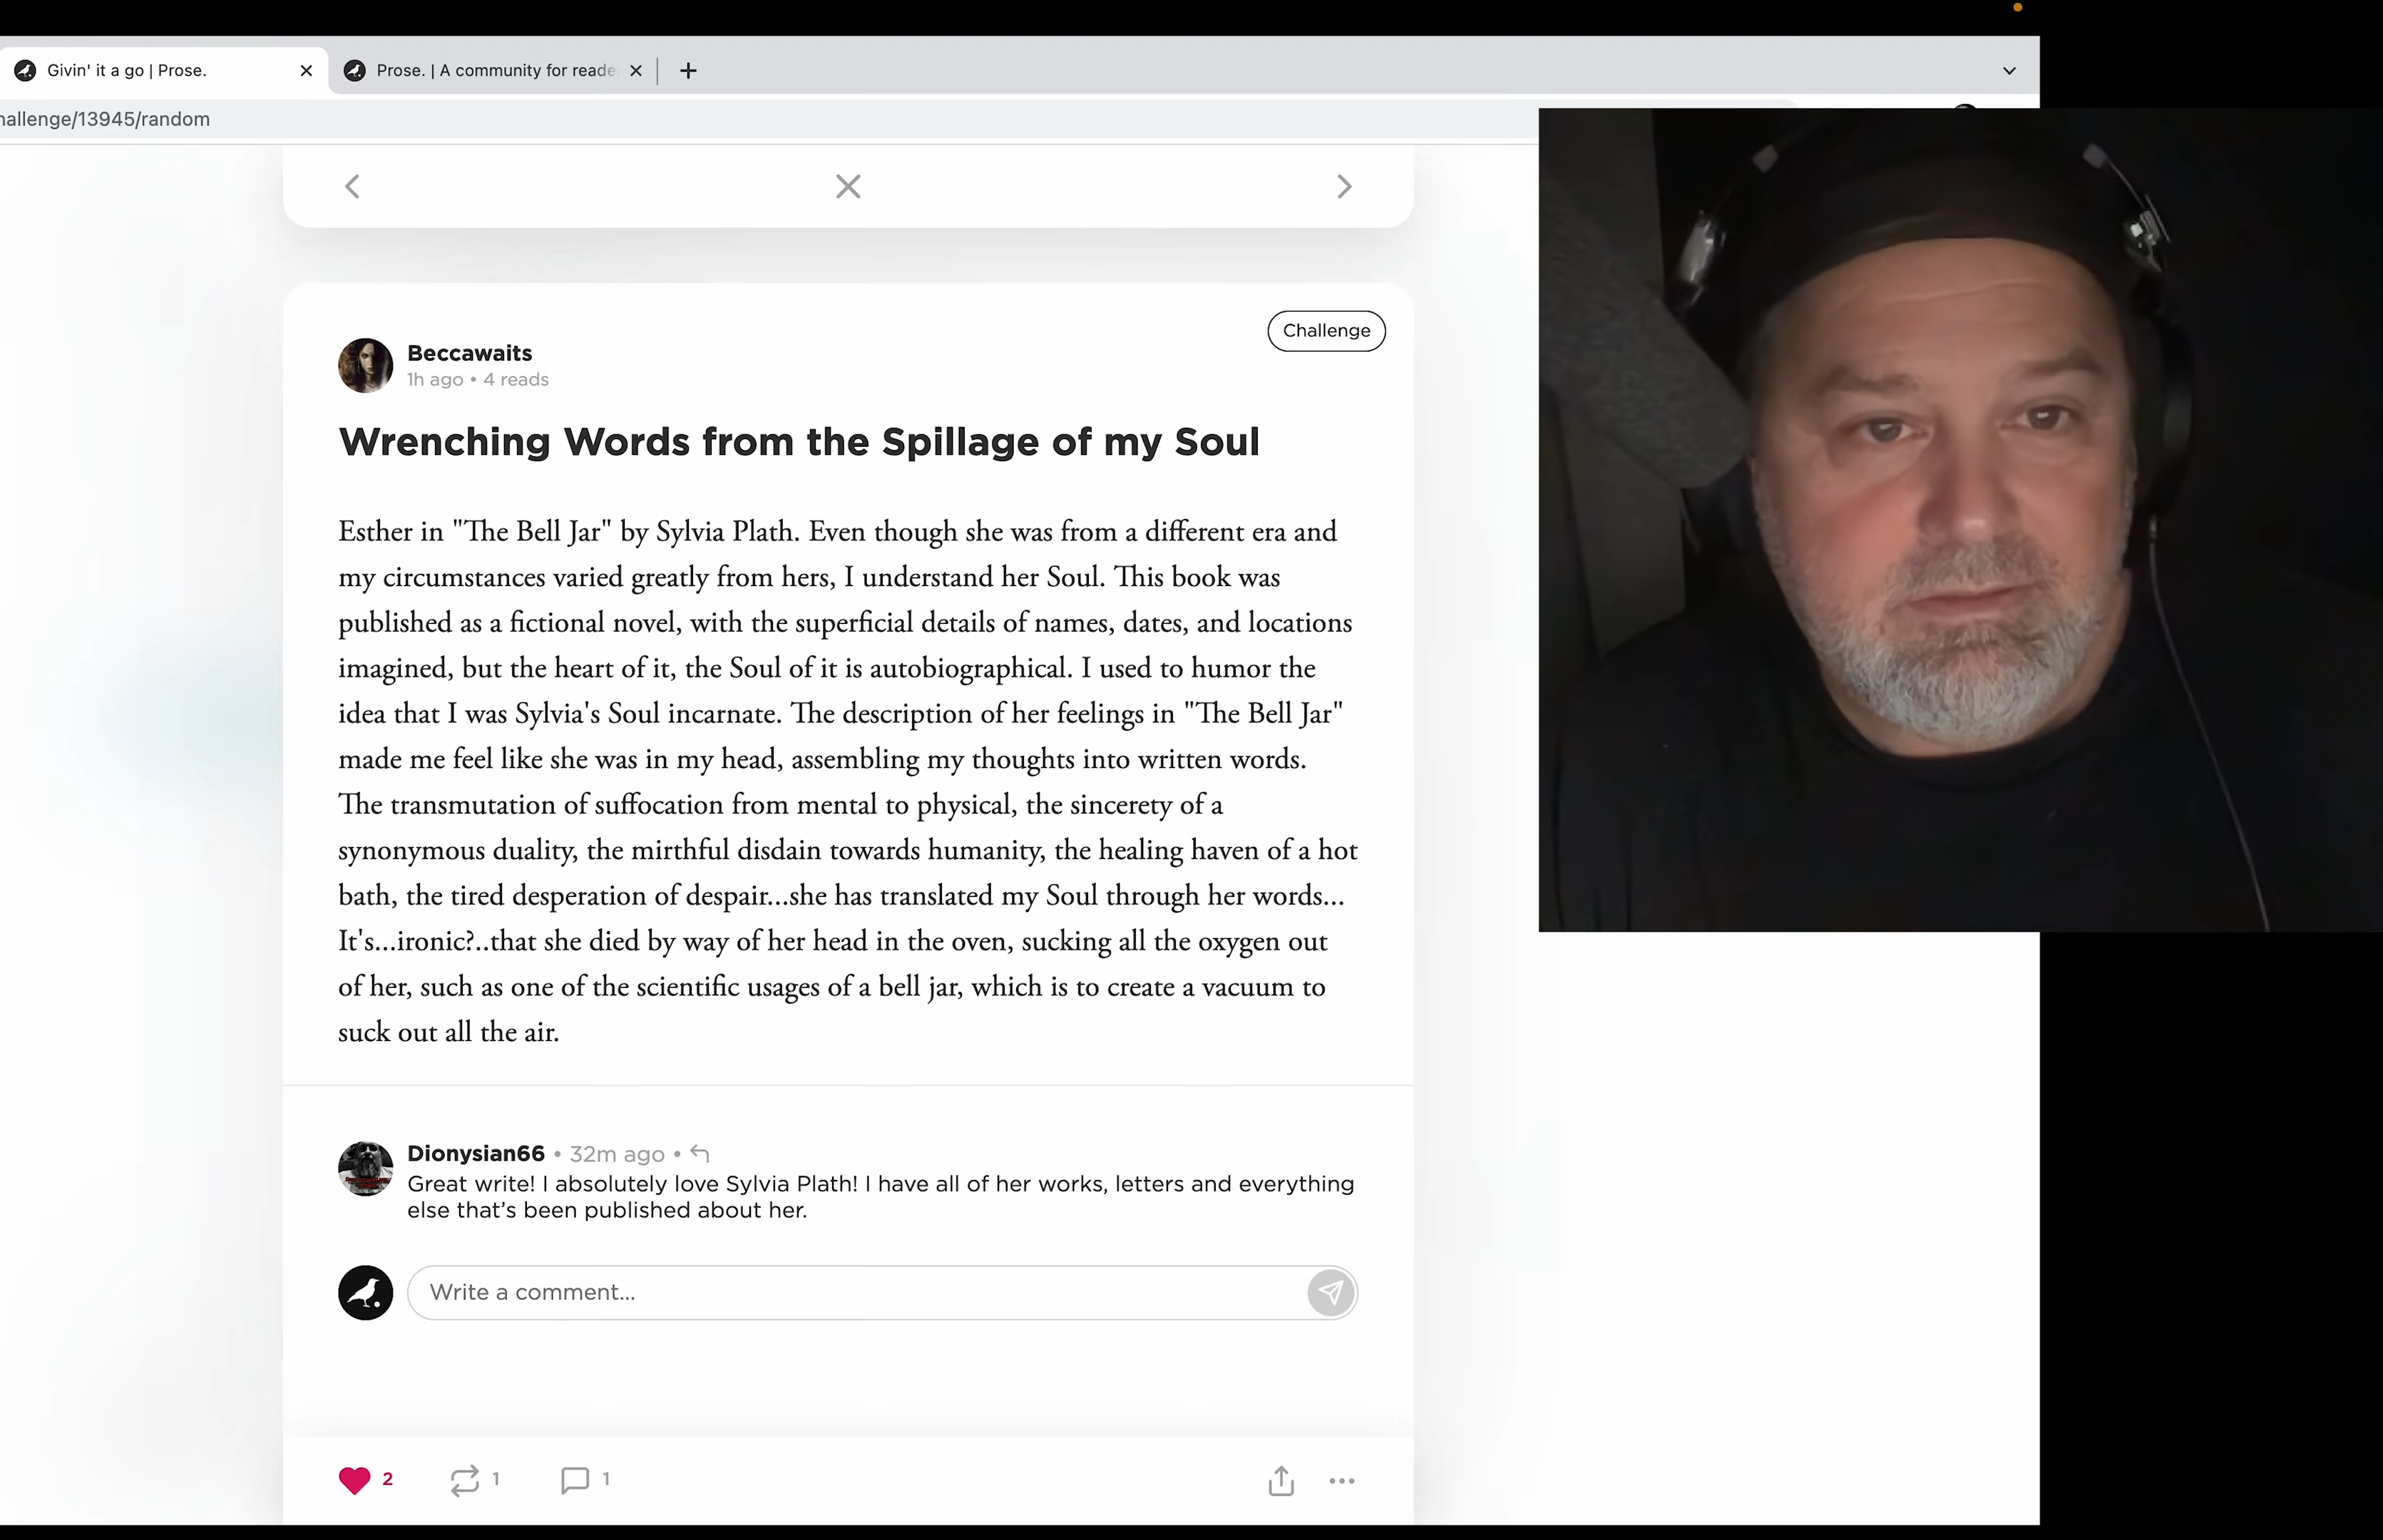 Givin' it a go | Prose.
Prose. | A community for reade
hallenge/13945/random
Challenge
Beccawaits
1h ago • 4 reads
Wrenching Words from the Spillage of my Soul
Esther in "The Bell Jar" by Sylvia Plath. Even though she was from a different era and
my circumstances varied greatly from hers, I understand her Soul. This book was
published as a fictional novel, with the superficial details of names, dates, and locations
imagined, but the heart of it, the Soul of it is autobiographical. I used to humor the
idea that I was Sylvia's Soul incarnate. The description of her feelings in "The Bell Jar"
made me feel like she was in my head, assembling my thoughts into written words.
The transmutation of suffocation from mental to physical, the sincerety of a
synonymous duality, the mirthful disdain towards humanity, the healing haven of a hot
bath, the tired desperation of despair...she has translated my Soul through her words...
It's...ironic?..that she died by way of her head in the oven, sucking all the oxygen out
of her, such as one of the scientific usages of a bell jar, which is to create a vacuum to
suck out all the air.
Dionysian66 • 32m ago •
Great write! I absolutely love Sylvia Plath! I have all of her works, letters and everything
else that’s been published about her.
Write a comment...
2
1
1